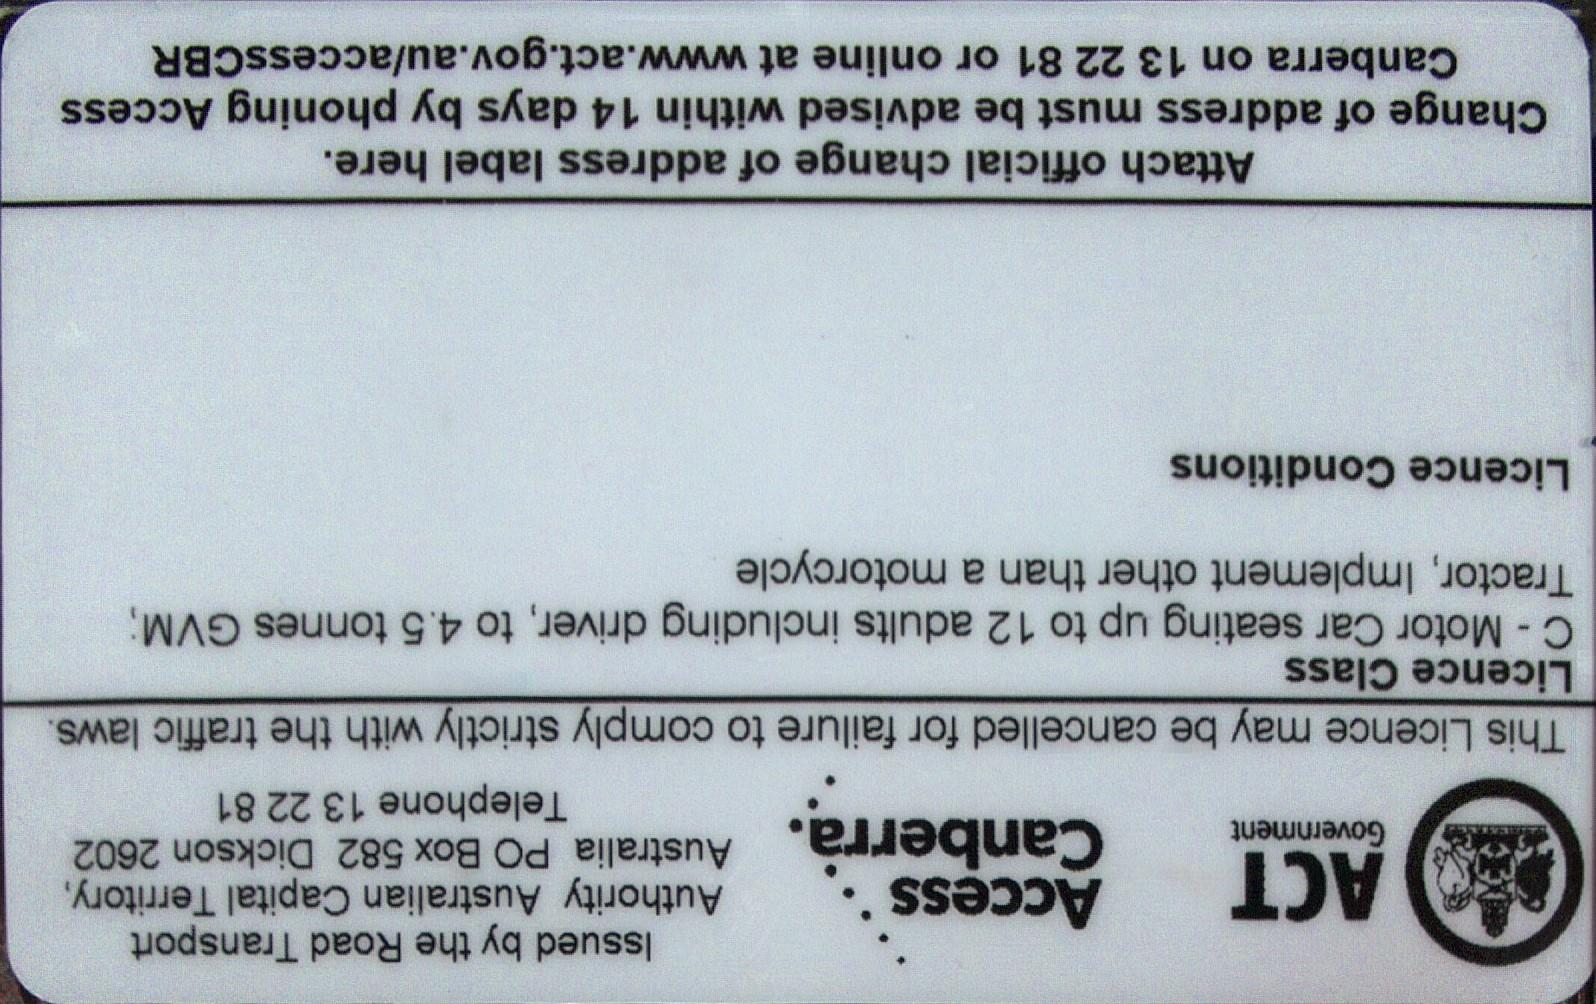 ACT
Government
Access
Canberra.
Issued by the Road Transport
Authority Australian Capital Territory,
Australia PO Box 582 Dickson 2602
Telephone 13 22 81
This Licence may be cancelled for failure to comply strictly with the traffic laws.
Licence Class
C - Motor Car seating up to 12 adults including driver, to 4.5 tonnes GVM;
Tractor, Implement other than a motorcycle
Licence Conditions
Attach official change of address label here.
Change of address must be advised within 14 days by phoning Access
Canberra on 13 22 81 or online at www.act.gov.au/accessCBR